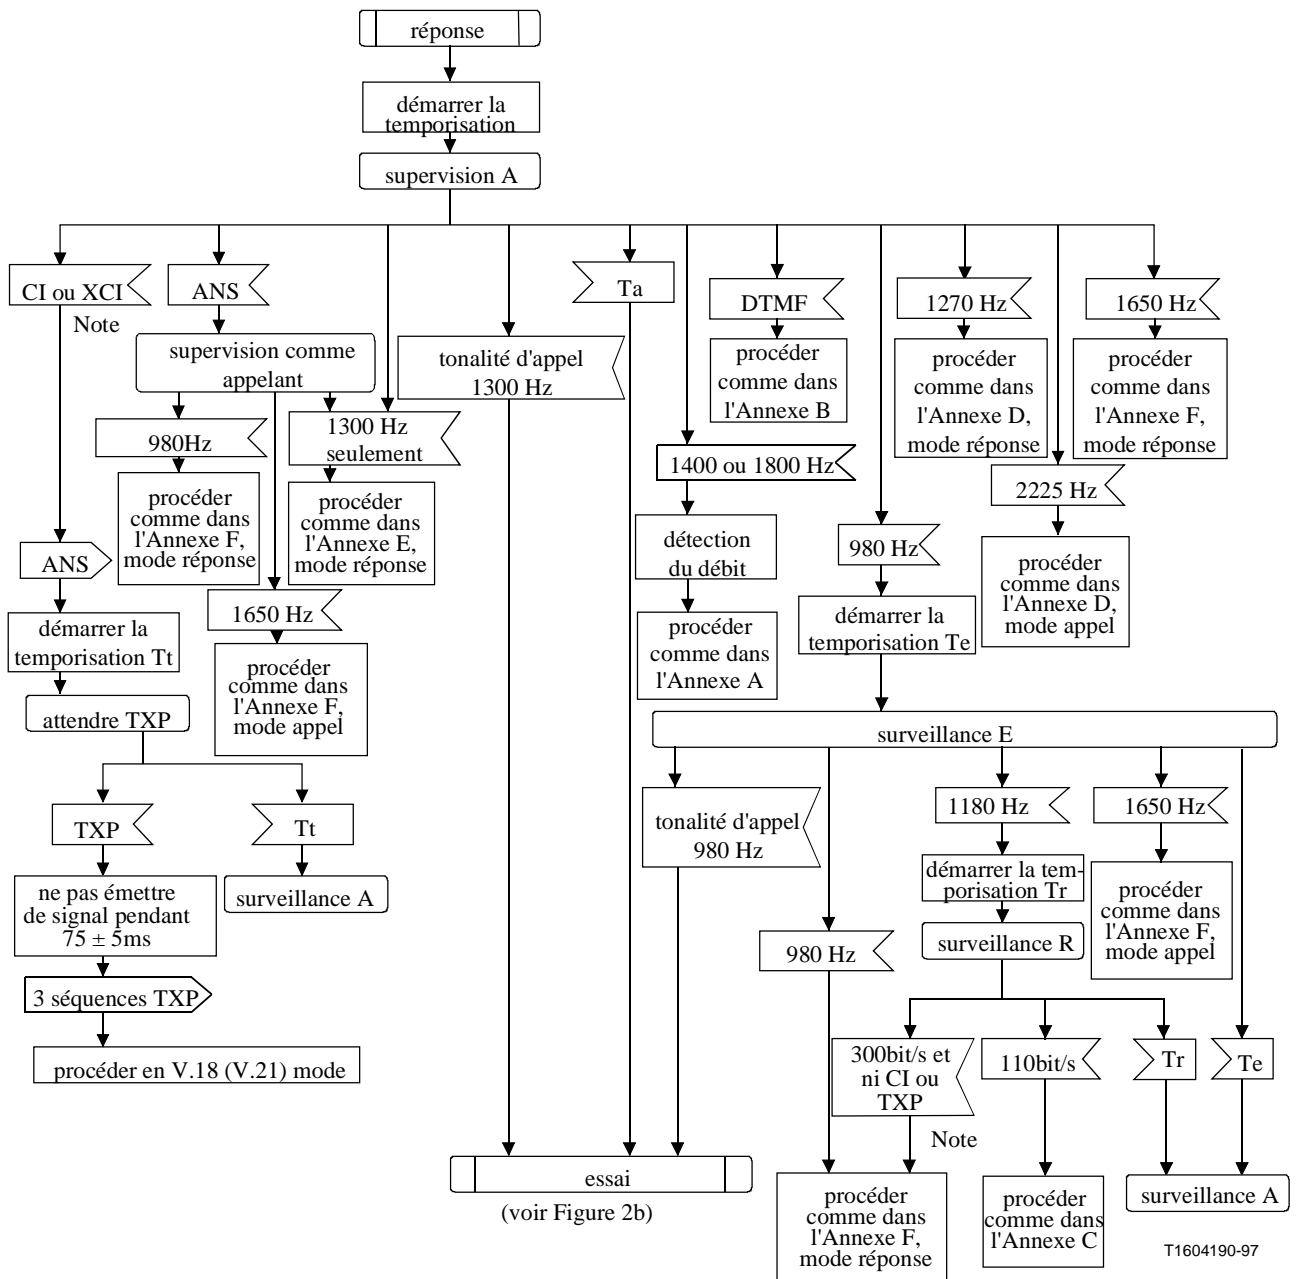 réponse
démarrer la
temporisation
supervision A
CI ou XCI
Note
ANS
Ta
DTMF
1270 Hz
1650 Hz
supervision comme
appelant
tonalité d'appel
1300 Hz
procéder
comme dans
l'Annexe B
procéder
comme dans
l'Annexe D,
mode réponse
procéder
comme dans
l'Annexe F,
mode réponse
980Hz
1300 Hz
seulement
1400 ou 1800 Hz
2225 Hz
procéder
comme dans
l'Annexe F,
mode réponse
procéder
comme dans
l'Annexe E,
mode réponse
ANS
détection
du débit
980 Hz
procéder
comme dans
l'Annexe D,
mode appel
1650 Hz
démarrer la
temporisation Tt
procéder
comme dans
l'Annexe A
démarrer la
temporisation Te
procéder
comme dans
l'Annexe F,
mode appel
attendre TXP
surveillance E
TXP
Tt
tonalité d'appel
980 Hz
1180 Hz
1650 Hz
surveillance A
démarrer la tem-
porisation Tr
procéder
comme dans
l'Annexe F,
mode appel
ne pas émettre
de signal pendant
75 ± 5ms
980 Hz
surveillance R
3 séquences TXP
procéder en V.18 (V.21) mode
300bit/s et
ni CI ou
TXP
Note
110bit/s
Tr
Te
essai
(voir Figure 2b)
procéder
comme dans
l'Annexe F,
mode réponse
procéder
comme dans
l'Annexe C
surveillance A
T1604190-97